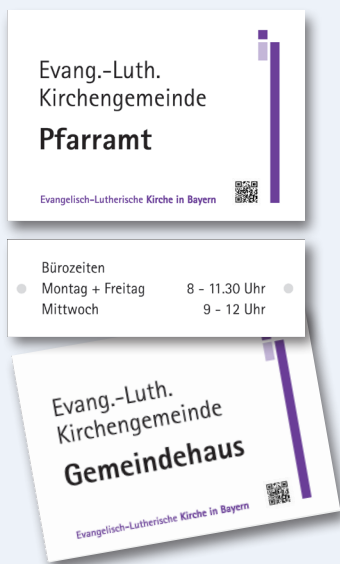 Evang.-Luth.
Kirchengemeinde
Pfarramt
Evangelisch-Lutherische Kirche in Bayern
Bürozeiten
Montag + Freitag 8 - 11.30 Uhr
Mittwoch 9 - 12 Uhr
Evang.-Luth.
Kirchengemeinde
Gemeindehaus
Evangelisch-Lutherische Kirche in Bayern